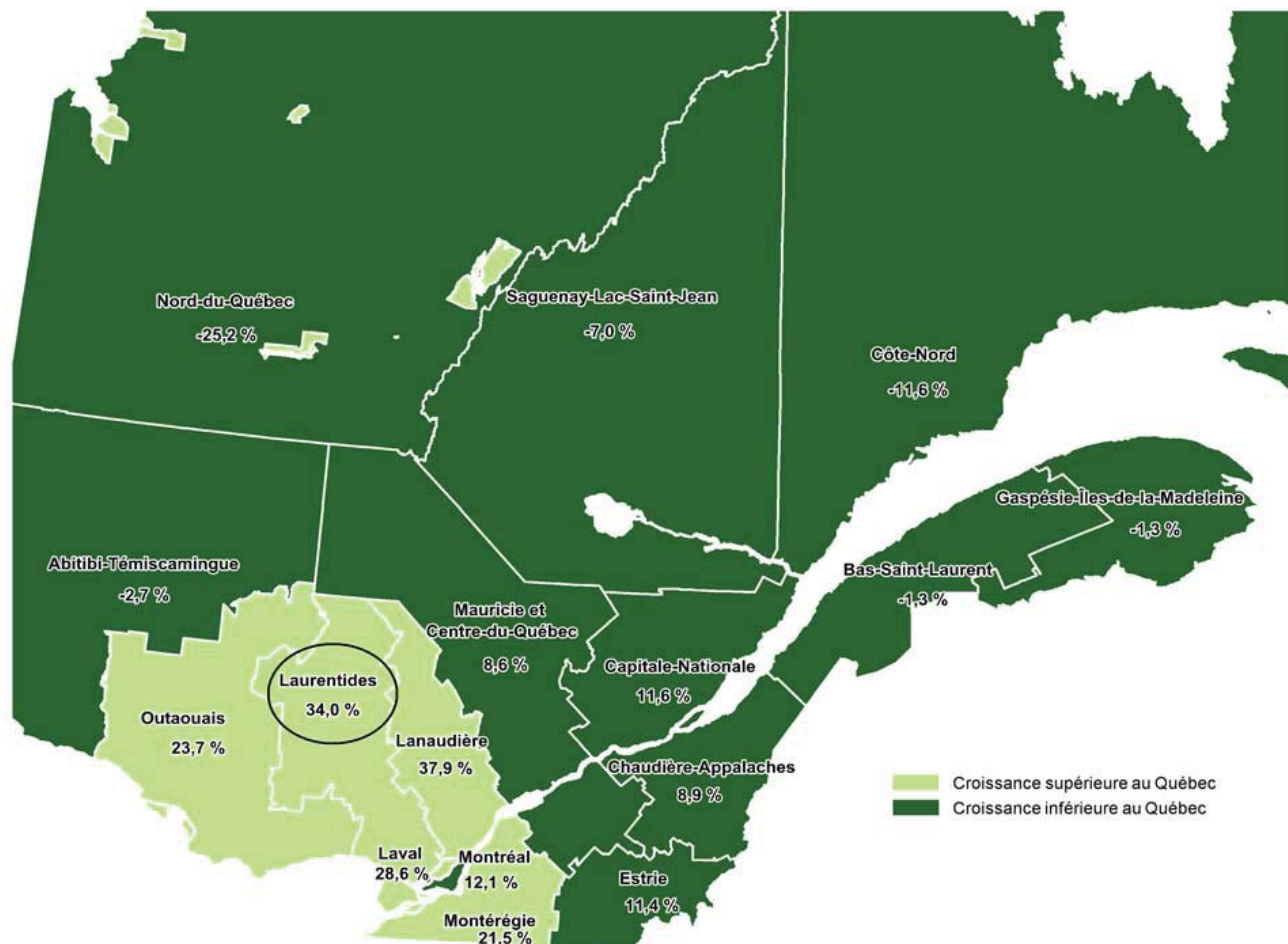 Nord-du-Québec
-25,2 %
Saguenay-Lac-Saint-Jean
-7,0 %
Côte-Nord
-11,6 %
Gaspésie-Îles-de-la-Madeleine
-1,3 %
Bas-Saint-Laurent
-1,3 %
Abitibi-Témiscamingue
-2,7 %
Mauricie et
Centre-du-Québec
8,6 %
Capitale-Nationale
11,6 %
Laurentides
34,0 %
Outaouais
23,7 %
Lanaudière
37,9 %
Chaudière-Appalaches
8,9 %
Laval
28,6 %
Montréal
12,1 %
Estrie
11,4 %
Montérégie
21,5 %
Croissance supérieure au Québec
Croissance inférieure au Québec